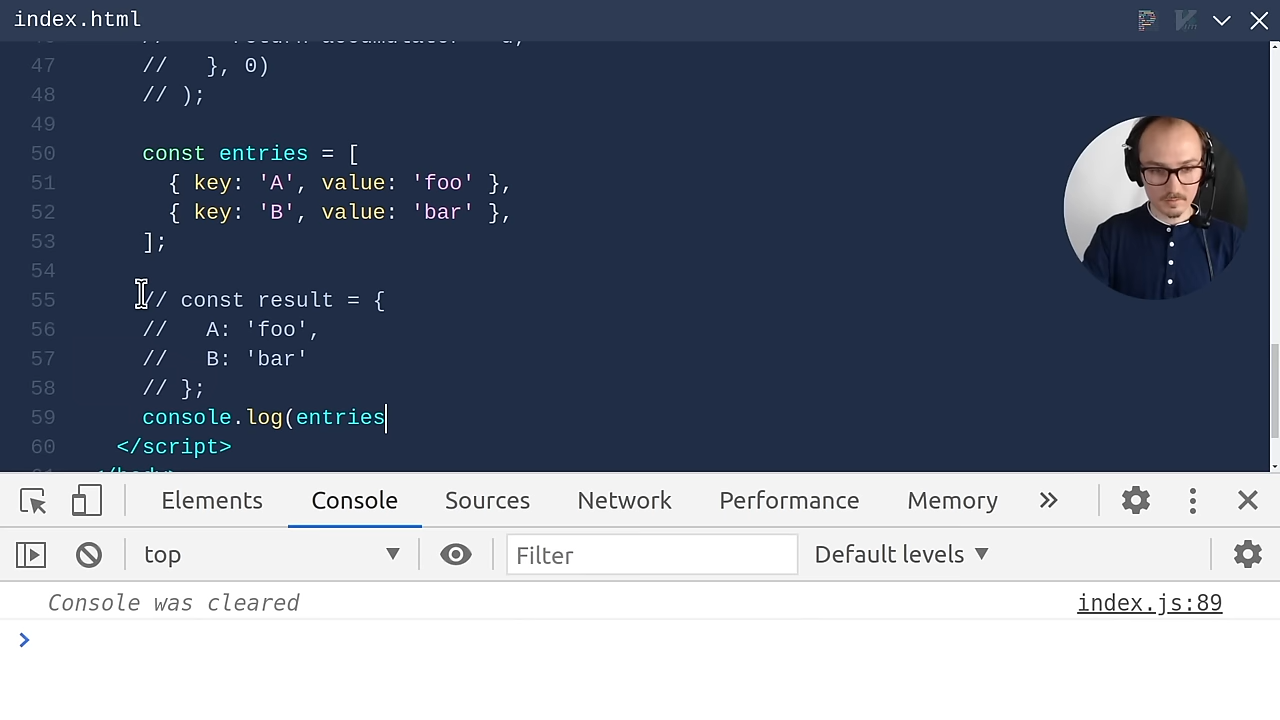 index.html
47 //   }, 0)
48 // );
49
50 const entries = [
51   { key: 'A', value: 'foo' },
52   { key: 'B', value: 'bar' },
53 ];
54
55 // const result = {
56 //   A: 'foo',
57 //   B: 'bar'
58 // };
59 console.log(entries
60 </script>
Elements Console Sources Network Performance Memory
top Filter Default levels
Console was cleared index.js:89